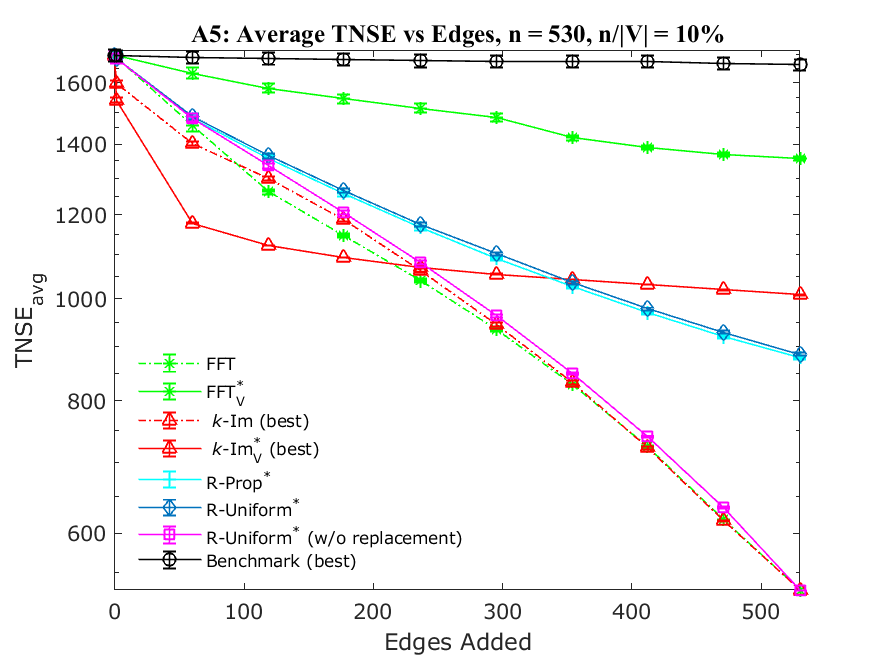 A5: Average TNSE vs Edges, n = 530, n/|V| = 10%
1600
1400
1200
1000
800
600
TNSE_avg
FFT
FFT*_V
k-Im (best)
k-Im*_V (best)
R-Prop*
R-Uniform*
R-Uniform* (w/o replacement)
Benchmark (best)
0 100 200 300 400 500
Edges Added